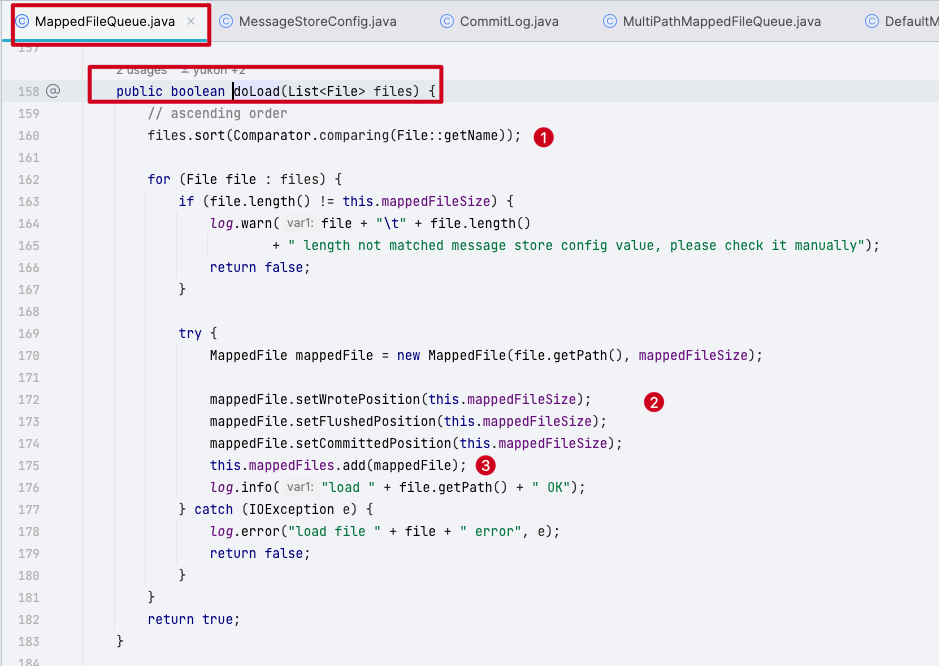 MappedFileQueue.java × MessageStoreConfig.java CommitLog.java MultiPathMappedFileQueue.java DefaultM
157
2 usages yukon +2
158 @ public boolean doLoad(List<File> files) {
159 // ascending order
160 files.sort(Comparator.comparing(File::getName)); 1
161
162 for (File file : files) {
163 if (file.length() != this.mappedFileSize) {
164 log.warn( var1: file + "\t" + file.length()
165 + " length not matched message store config value, please check it manually");
166 return false;
167 }
168
169 try {
170 MappedFile mappedFile = new MappedFile(file.getPath(), mappedFileSize);
171
172 mappedFile.setWrotePosition(this.mappedFileSize); 2
173 mappedFile.setFlushedPosition(this.mappedFileSize);
174 mappedFile.setCommittedPosition(this.mappedFileSize);
175 this.mappedFiles.add(mappedFile); 3
176 log.info( var1: "load " + file.getPath() + " OK");
177 } catch (IOException e) {
178 log.error("load file " + file + " error", e);
179 return false;
180 }
181 }
182 return true;
183 }
184